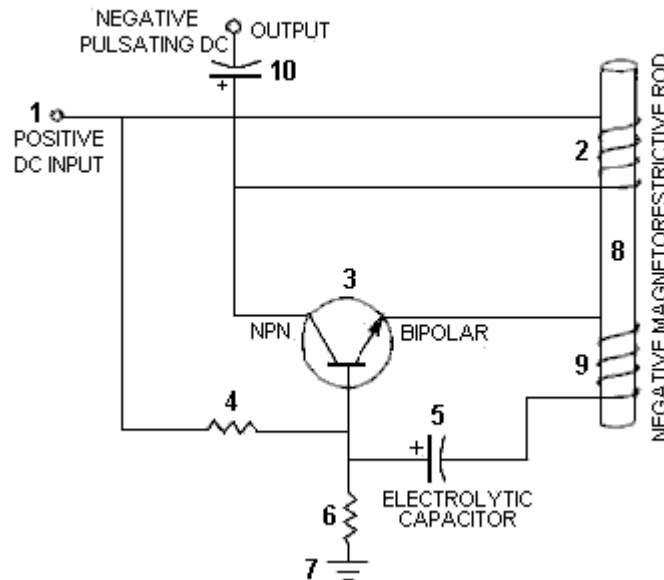 NEGATIVE
PULSATING DC
OUTPUT
10
+
1
POSITIVE
DC INPUT
2
NEGATIVE MAGNETORESTRICTIVE ROD
8
3
NPN
BIPOLAR
9
4
5
+
ELECTROLYTIC
CAPACITOR
6
7